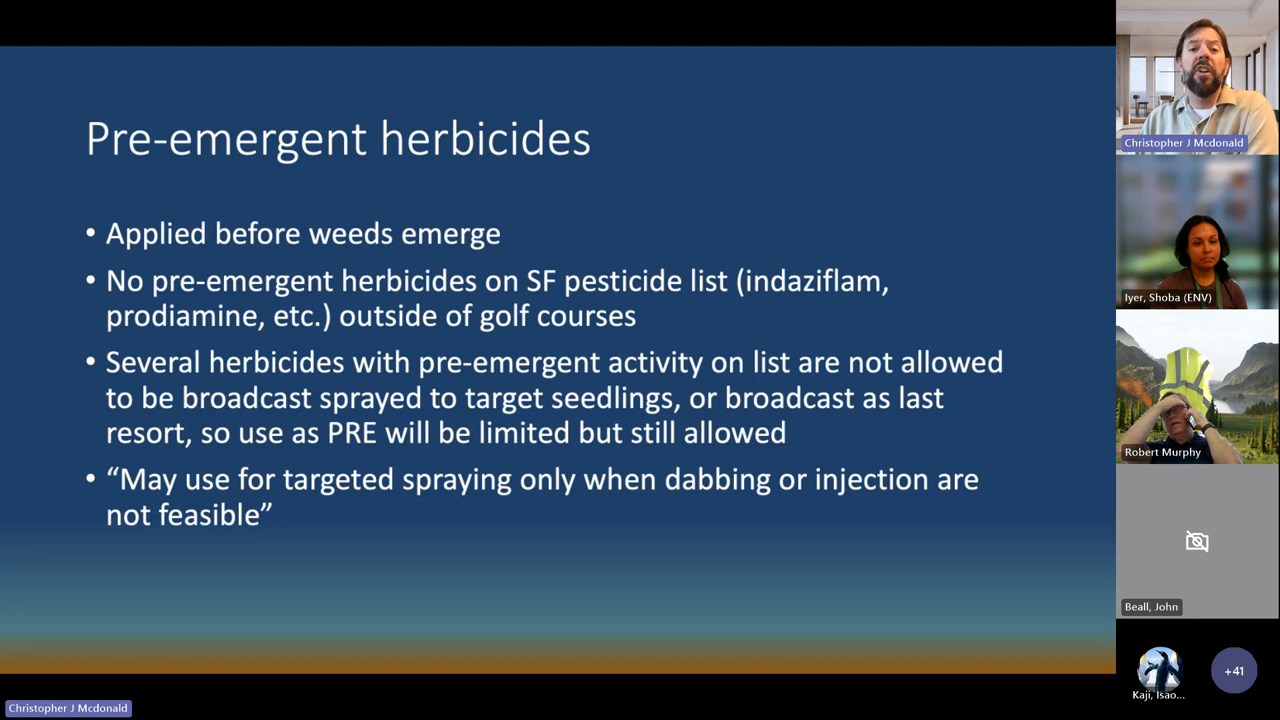 Pre-emergent herbicides
• Applied before weeds emerge
• No pre-emergent herbicides on SF pesticide list (indaziflam,
prodiamine, etc.) outside of golf courses
• Several herbicides with pre-emergent activity on list are not allowed
to be broadcast sprayed to target seedlings, or broadcast as last
resort, so use as PRE will be limited but still allowed
• “May use for targeted spraying only when dabbing or injection are
not feasible”
Christopher J Mcdonald
Iyer, Shoba (ENV)
Robert Murphy
Beall, John
Kaji, Isao...
+41
Christopher J Mcdonald